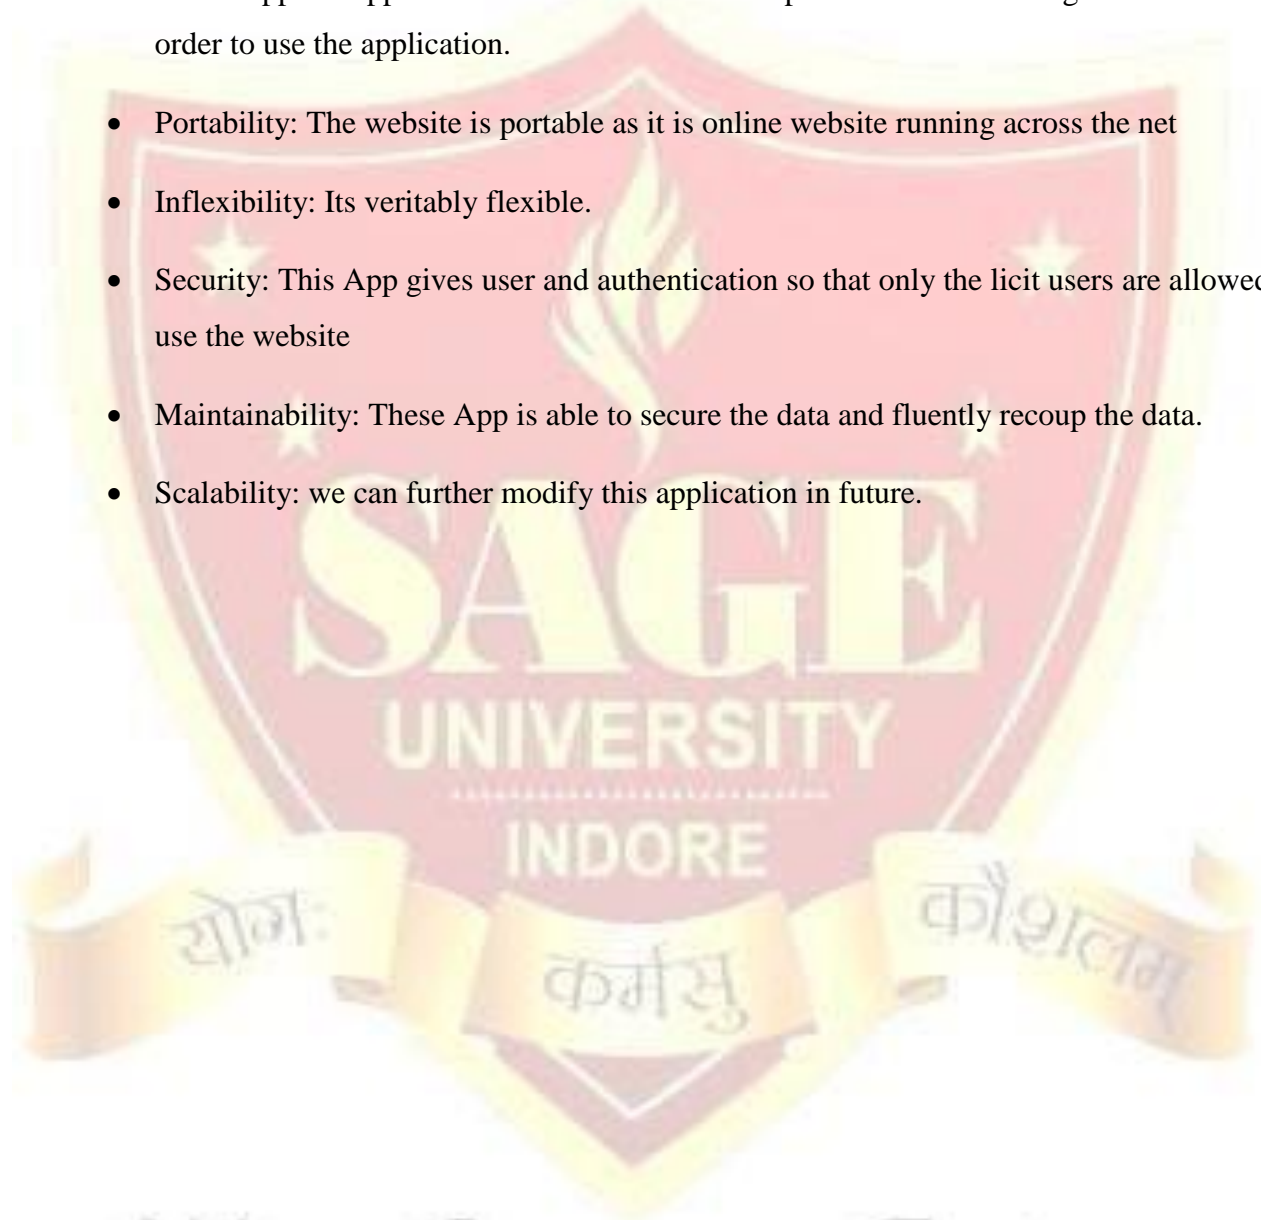 order to use the application.
• Portability: The website is portable as it is online website running across the net
• Inflexibility: Its veritably flexible.
• Security: This App gives user and authentication so that only the licit users are allowed
use the website
• Maintainability: These App is able to secure the data and fluently recoup the data.
• Scalability: we can further modify this application in future.
SAGE
UNIVERSITY
INDORE
योगः कर्मसु कौशलम्